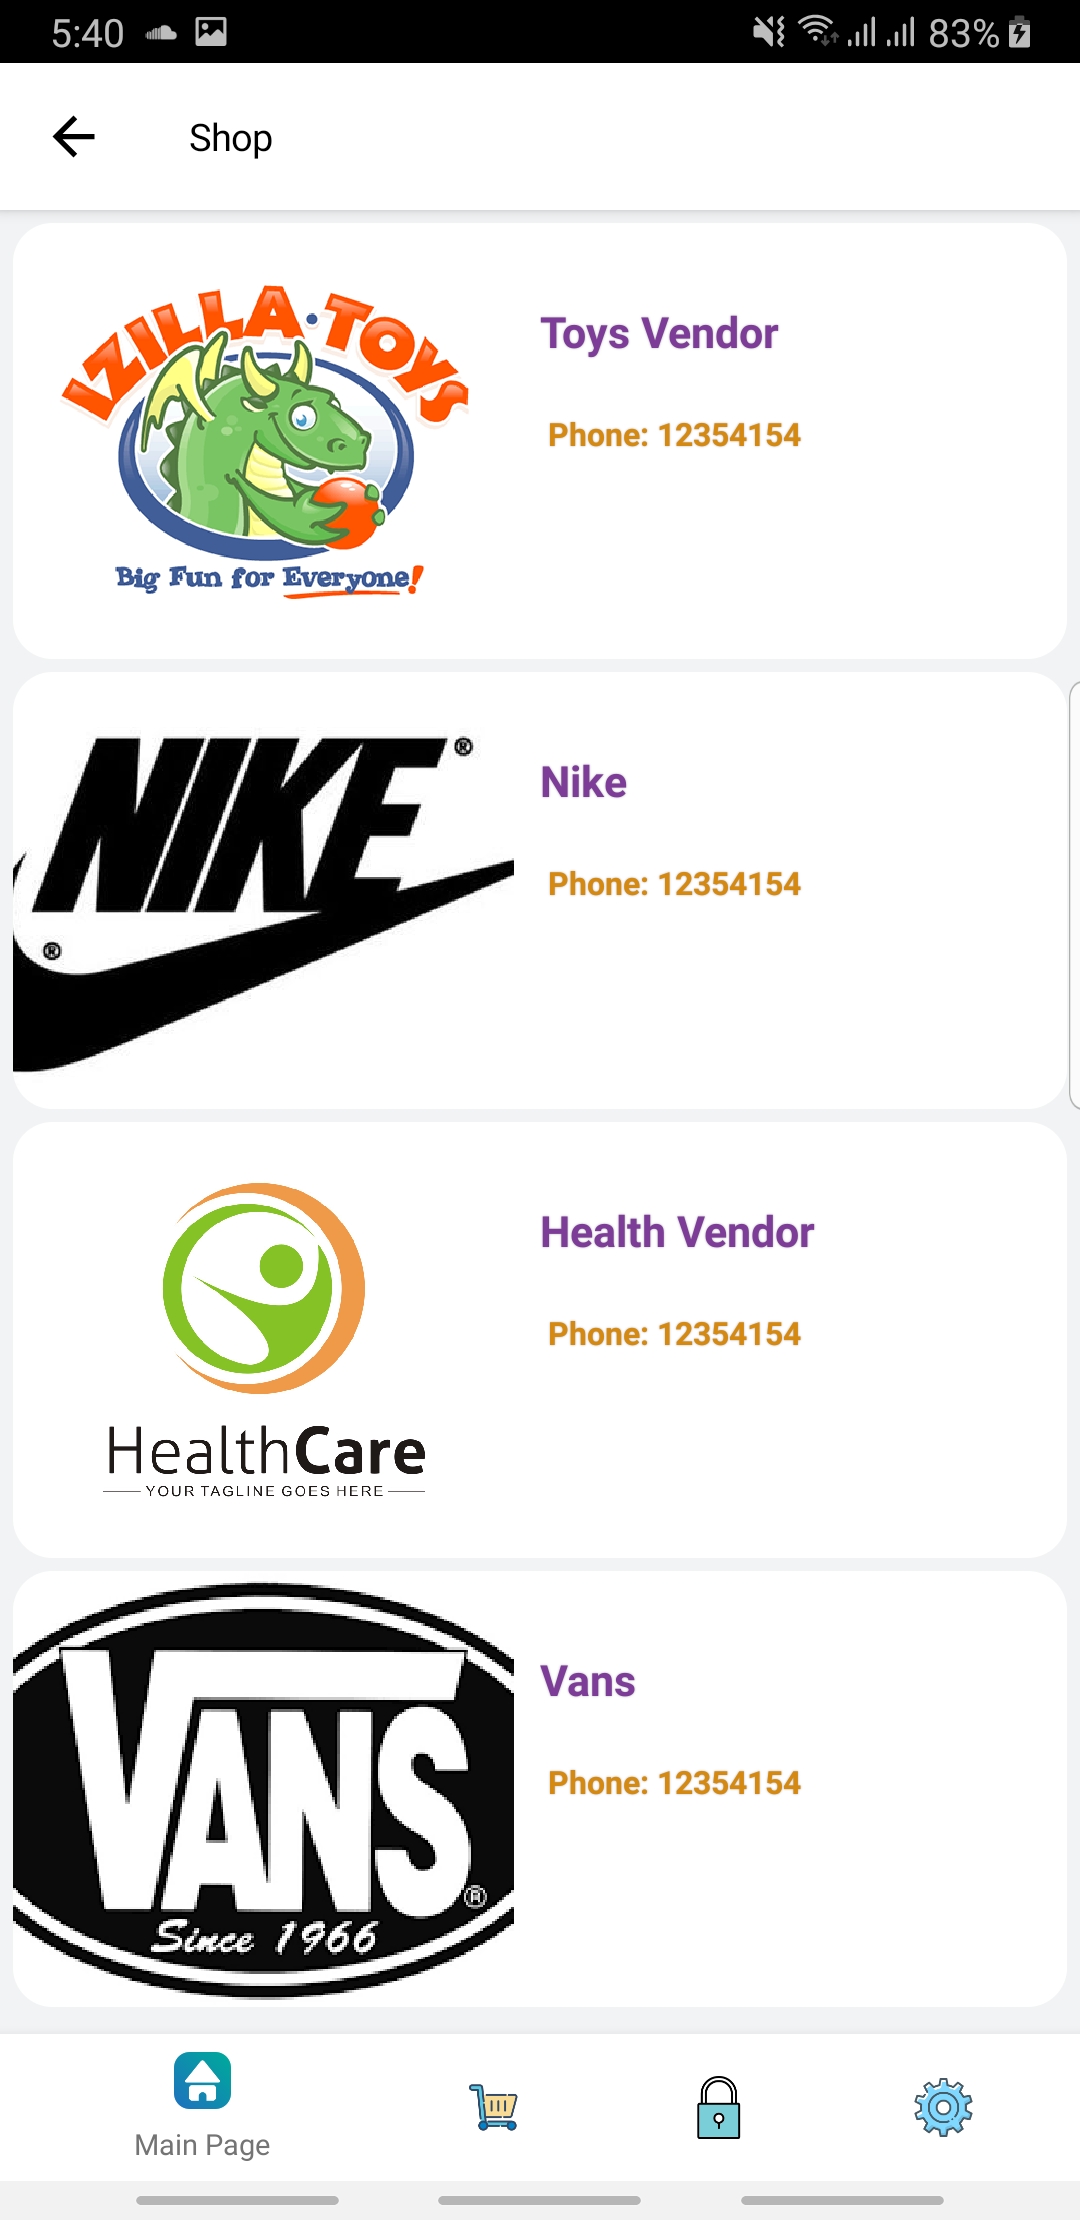 5:40
83%
Shop
IZILLA·TOYS
Big Fun for Everyone!
Toys Vendor
Phone: 12354154
NIKE®
®
Nike
Phone: 12354154
HealthCare
YOUR TAGLINE GOES HERE
Health Vendor
Phone: 12354154
VANS
®
Since 1966
Vans
Phone: 12354154
Main Page